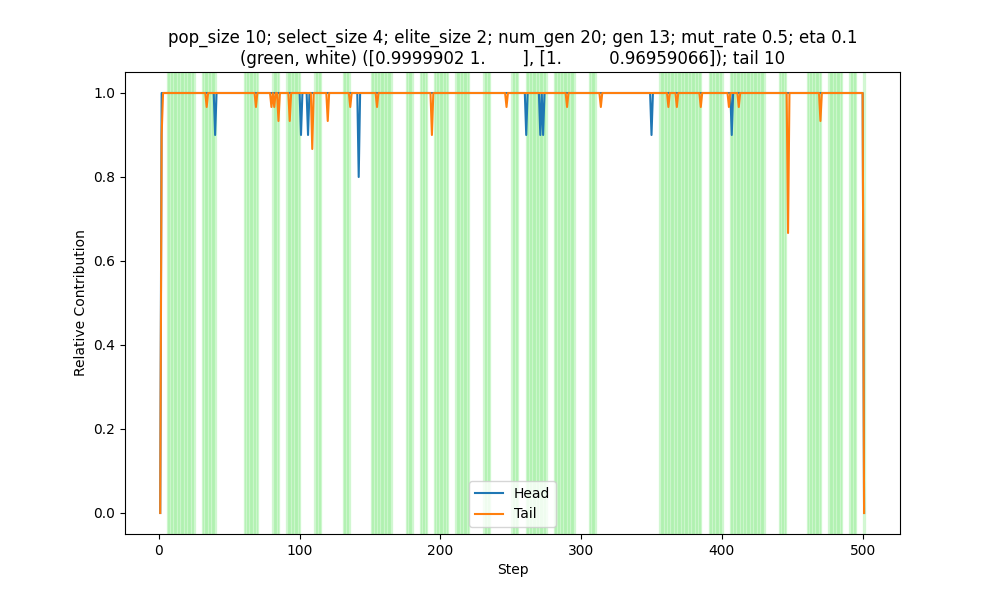 pop_size 10; select_size 4; elite_size 2; num_gen 20; gen 13; mut_rate 0.5; eta 0.1
(green, white) ([0.9999902 1.        ], [1.         0.96959066]); tail 10
1.0
0.8
0.6
0.4
0.2
0.0
Relative Contribution
Head
Tail
0 100 200 300 400 500
Step